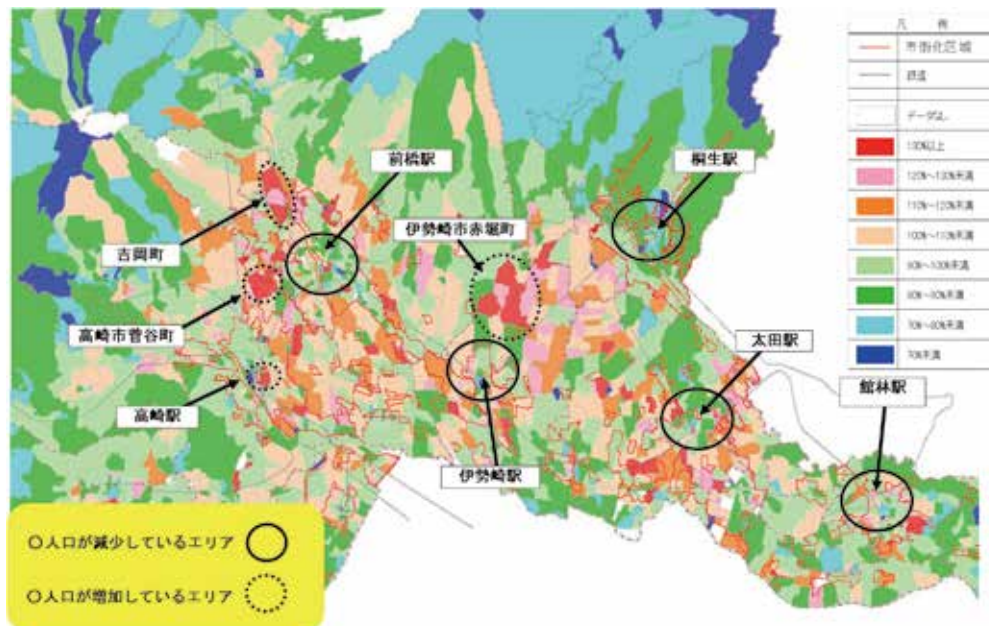 凡 例
市街化区域
鉄道
データなし
130%以上
120%~130%未満
110%~120%未満
100%~110%未満
90%~100%未満
80%~90%未満
70%~80%未満
70%未満
前橋駅
桐生駅
伊勢崎市赤堀町
吉岡町
高崎市菅谷町
太田駅
館林駅
高崎駅
伊勢崎駅
○人口が減少しているエリア
○人口が増加しているエリア